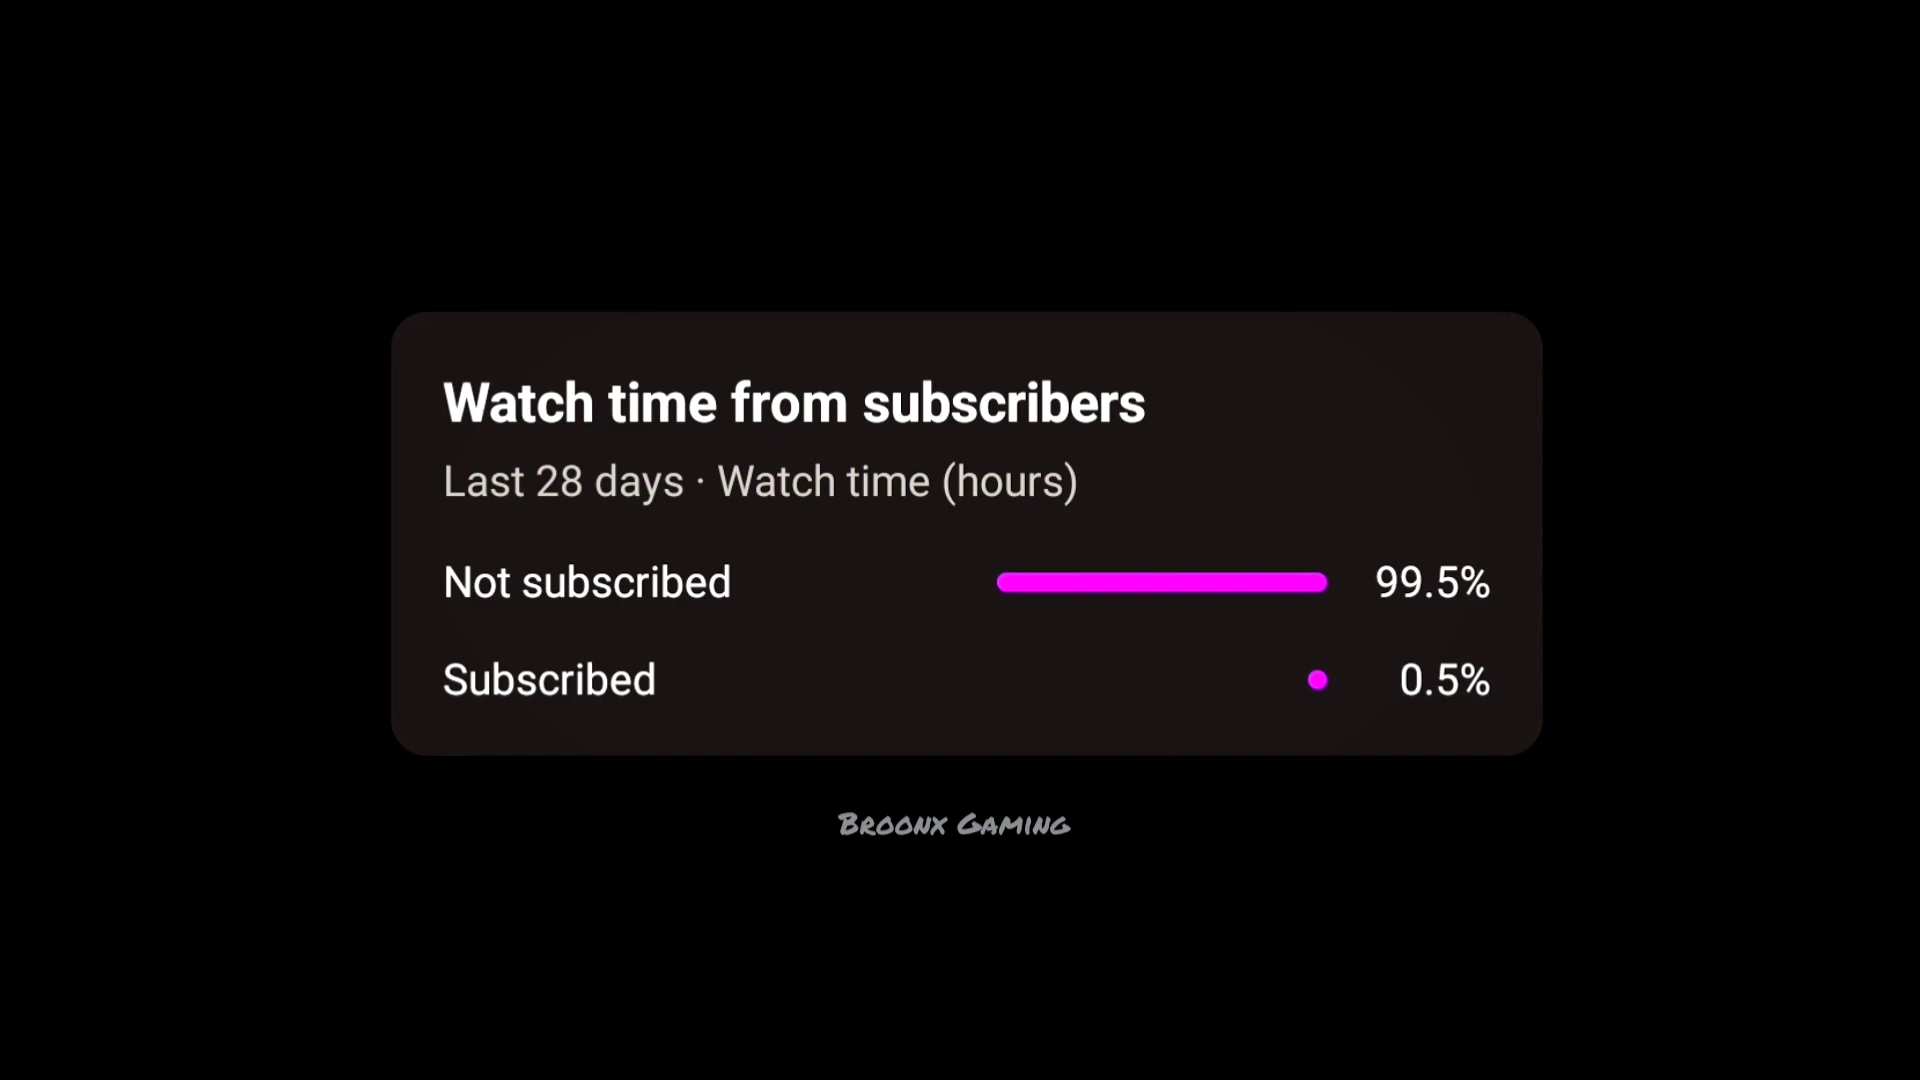 Watch time from subscribers
Last 28 days · Watch time (hours)
Not subscribed 99.5%
Subscribed 0.5%
Broonx Gaming